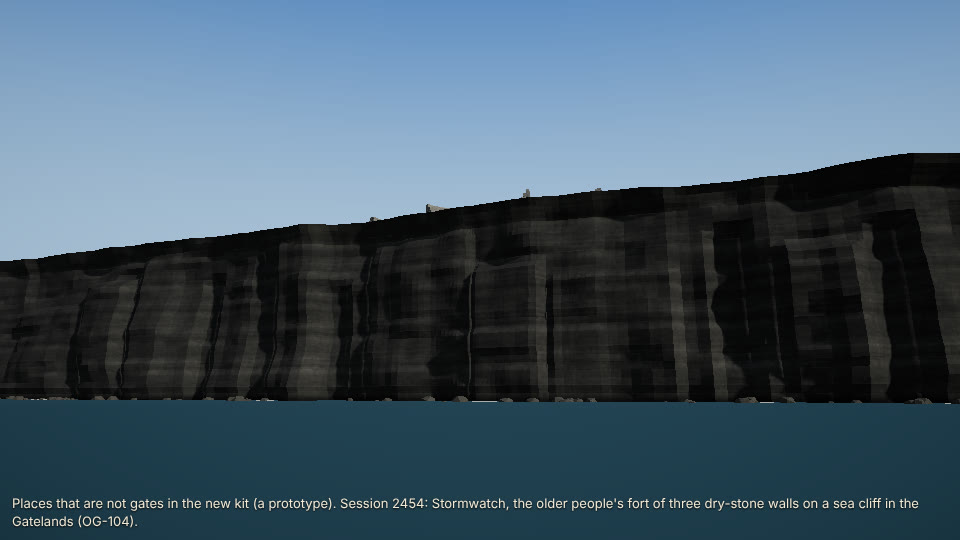 Places that are not gates in the new kit (a prototype). Session 2454: Stormwatch, the older people's fort of three dry-stone walls on a sea cliff in the
Gatelands (OG-104).